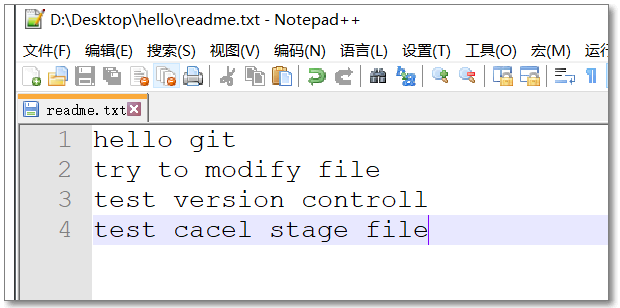 D:\Desktop\hello\readme.txt - Notepad++
文件(F) 编辑(E) 搜索(S) 视图(V) 编码(N) 语言(L) 设置(T) 工具(O) 宏(M) 运行
readme.txt
1 hello git
2 try to modify file
3 test version controll
4 test cacel stage file